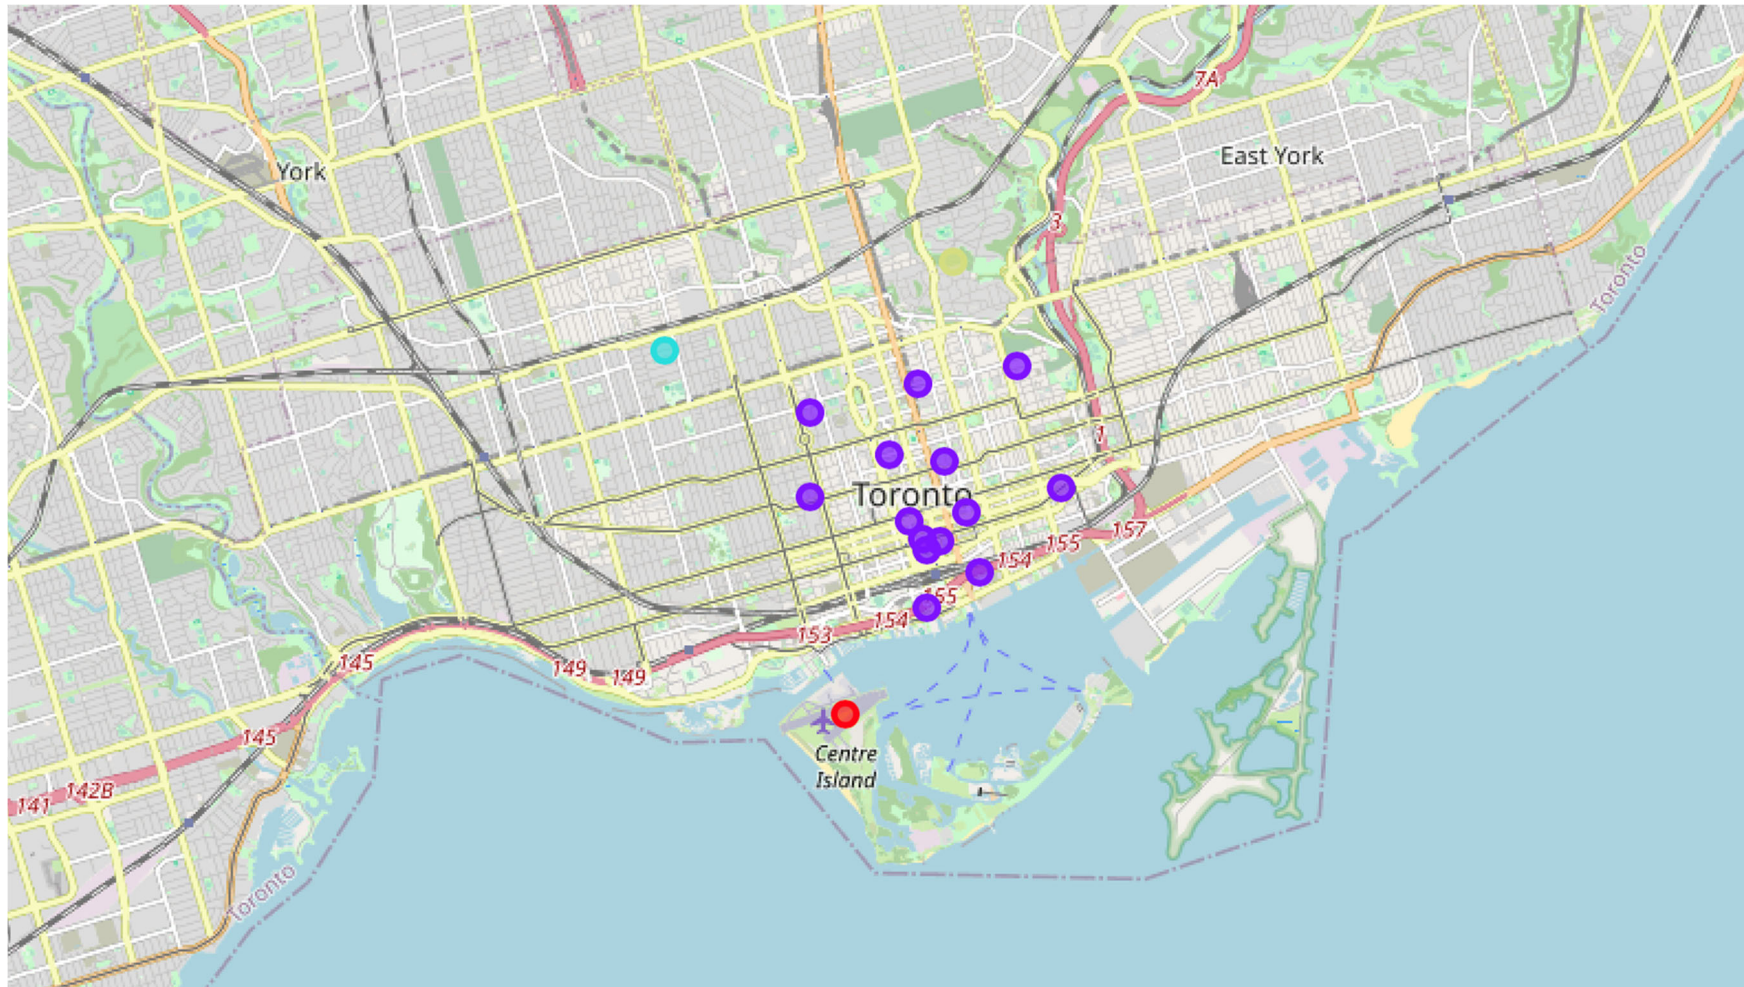 7A
East York
York
3
Toronto
1
Toronto
157
155
154
155
154
153
145
149
149
145
Centre
Island
142B
141
Toronto